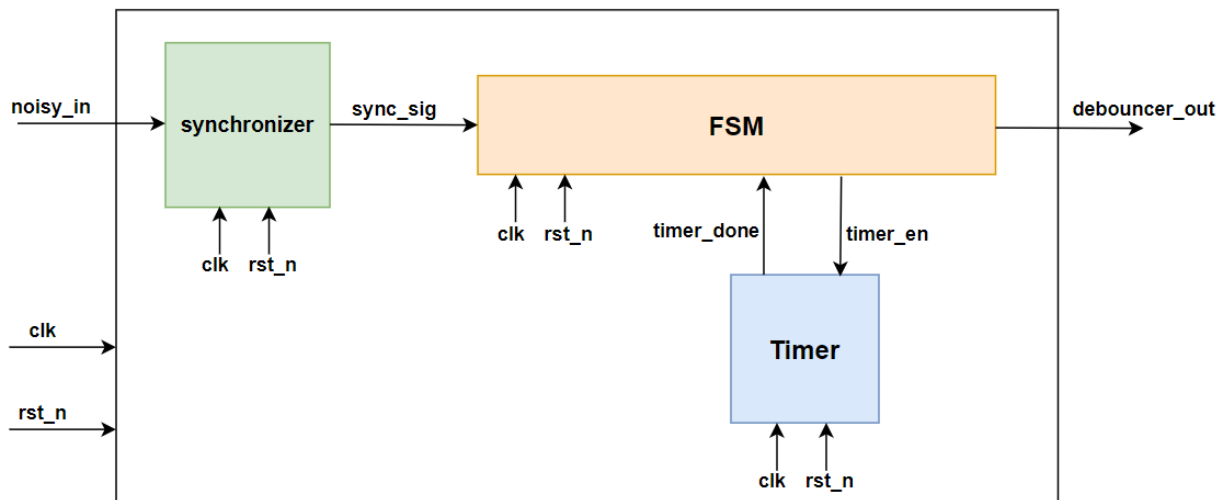 noisy_in
synchronizer
sync_sig
FSM
debouncer_out
clk
rst_n
clk
rst_n
timer_done
timer_en
clk
rst_n
Timer
clk
rst_n